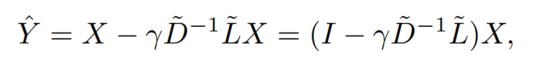 Ŷ = X − γD̃⁻¹L̃X = (I − γD̃⁻¹L̃)X,